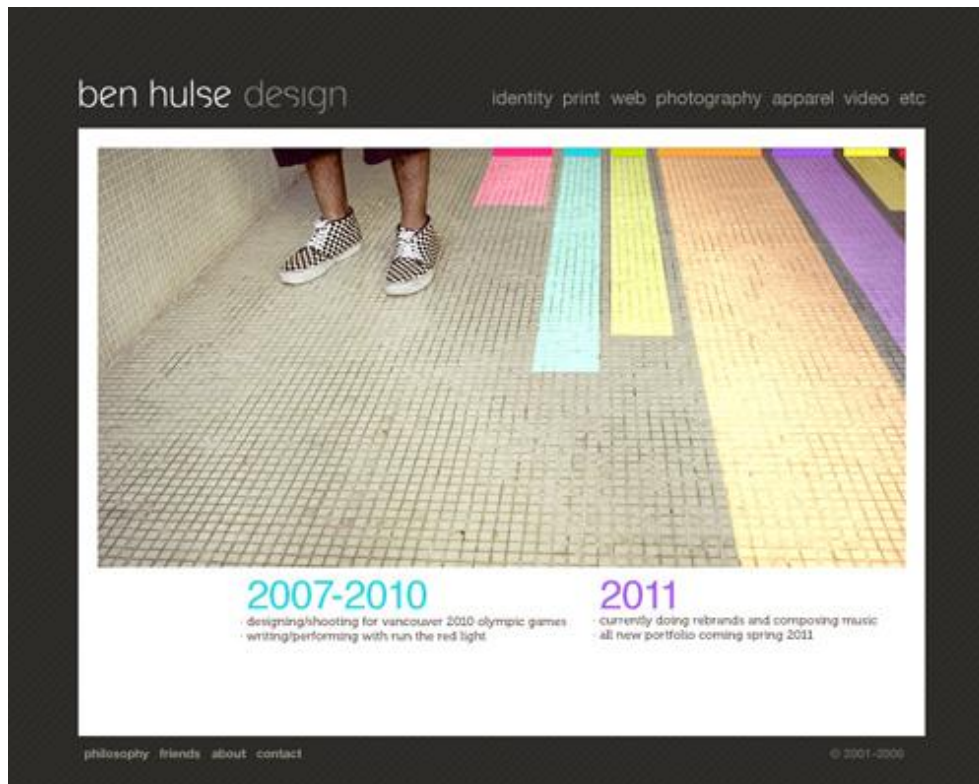 ben hulse design
identity print web photography apparel video etc
2007-2010
· designing/shooting for vancouver 2010 olympic games
· writing/performing with run the red light
2011
· currently doing rebrands and composing music
· all new portfolio coming spring 2011
philosophy friends about contact
© 2001-2006